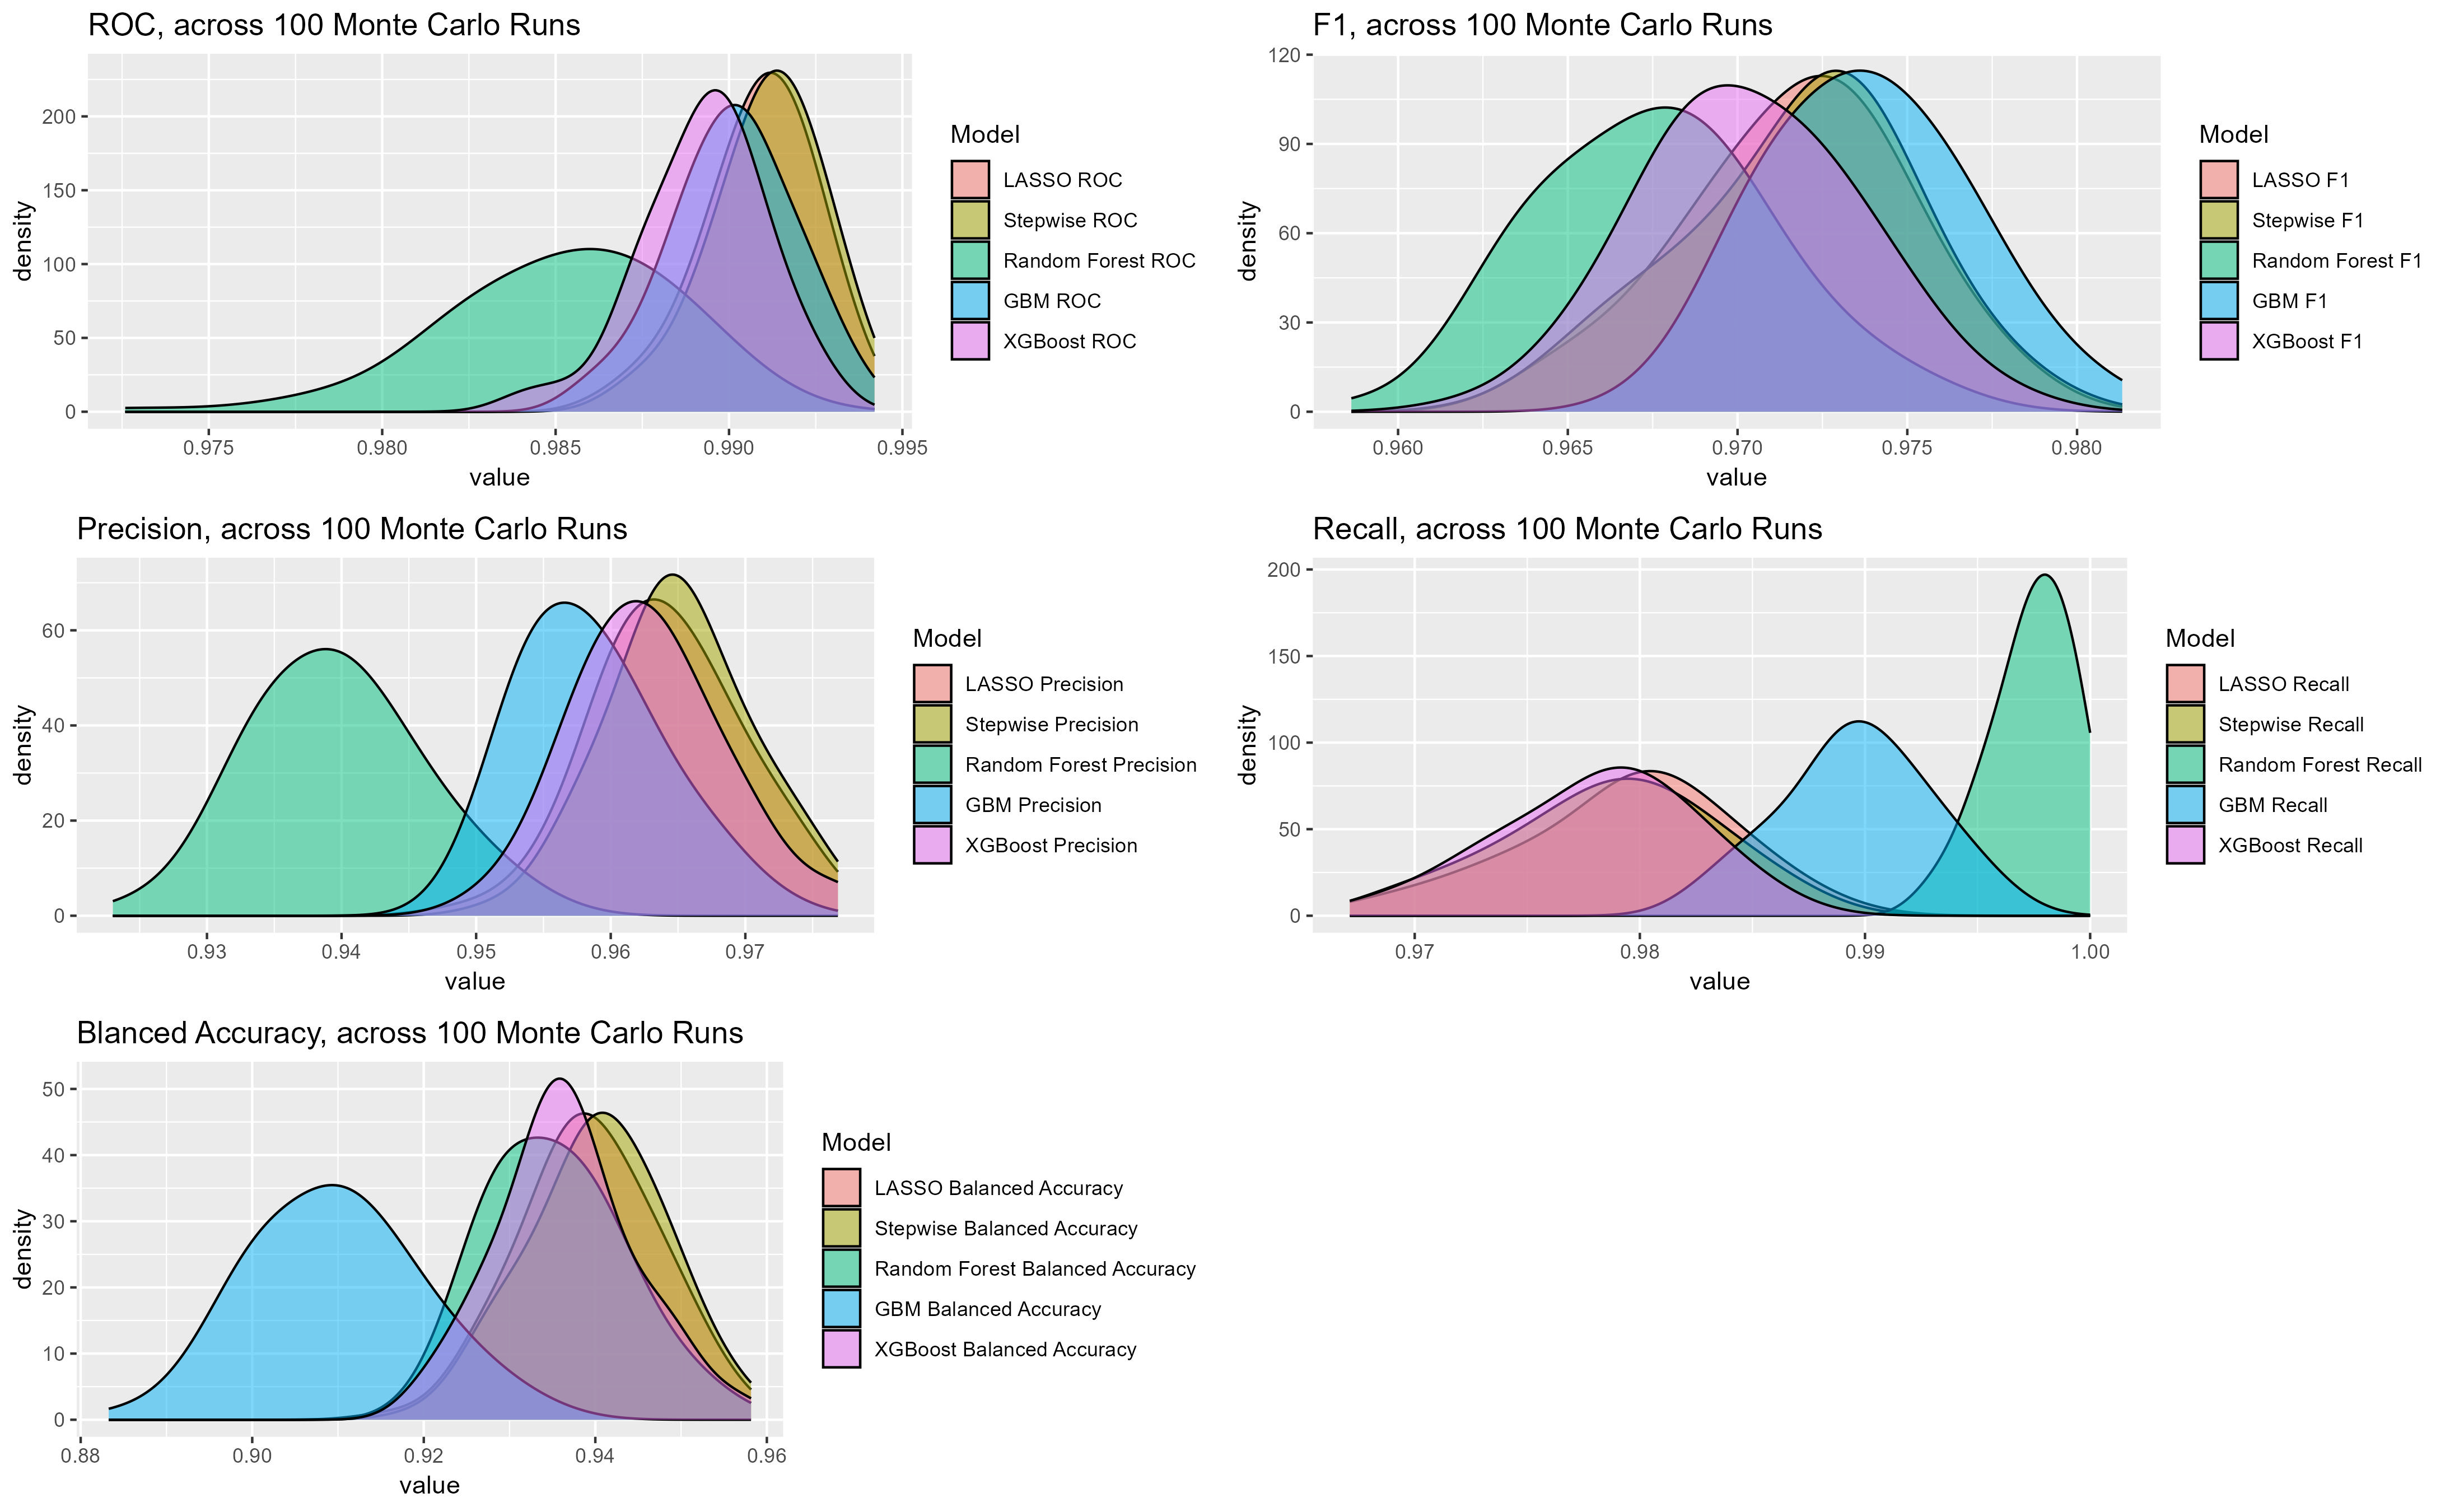 ROC, across 100 Monte Carlo Runs
density
200
150
100
50
0
0.975 0.980 0.985 0.990 0.995
value
Model
LASSO ROC
Stepwise ROC
Random Forest ROC
GBM ROC
XGBoost ROC
F1, across 100 Monte Carlo Runs
density
120
90
60
30
0
0.960 0.965 0.970 0.975 0.980
value
Model
LASSO F1
Stepwise F1
Random Forest F1
GBM F1
XGBoost F1
Precision, across 100 Monte Carlo Runs
density
60
40
20
0
0.93 0.94 0.95 0.96 0.97
value
Model
LASSO Precision
Stepwise Precision
Random Forest Precision
GBM Precision
XGBoost Precision
Recall, across 100 Monte Carlo Runs
density
200
150
100
50
0
0.97 0.98 0.99 1.00
value
Model
LASSO Recall
Stepwise Recall
Random Forest Recall
GBM Recall
XGBoost Recall
Blanced Accuracy, across 100 Monte Carlo Runs
density
50
40
30
20
10
0
0.88 0.90 0.92 0.94 0.96
value
Model
LASSO Balanced Accuracy
Stepwise Balanced Accuracy
Random Forest Balanced Accuracy
GBM Balanced Accuracy
XGBoost Balanced Accuracy